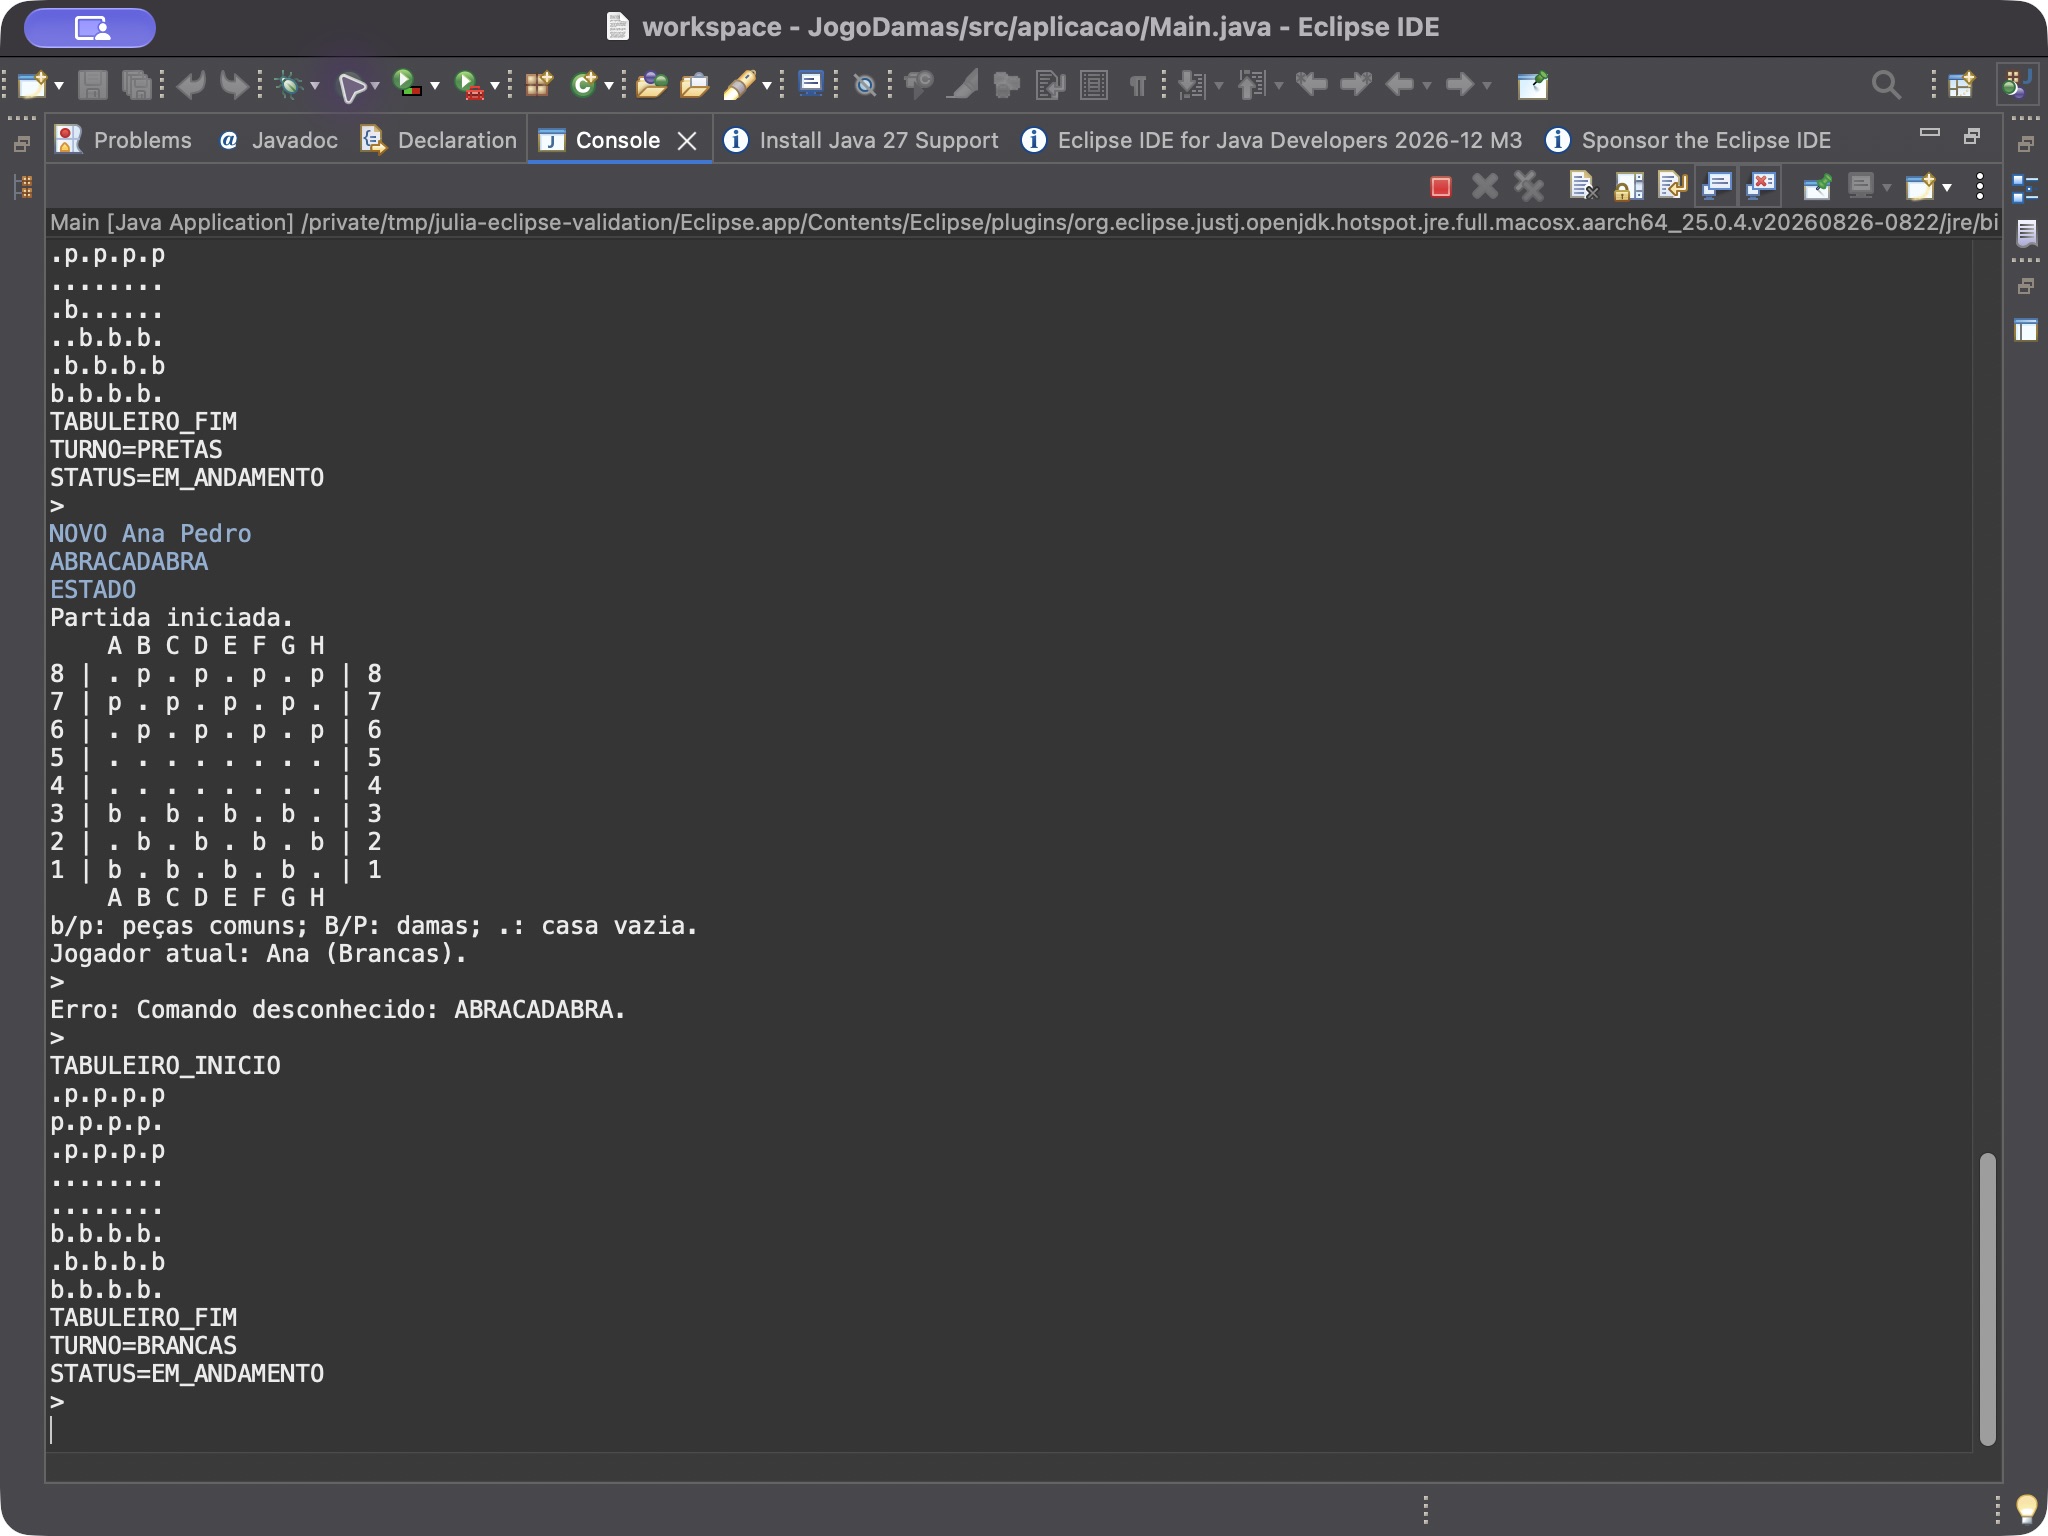 workspace - JogoDamas/src/aplicacao/Main.java - Eclipse IDE
Problems @ Javadoc Declaration Console Install Java 27 Support Eclipse IDE for Java Developers 2026-12 M3 Sponsor the Eclipse IDE
Main [Java Application] /private/tmp/julia-eclipse-validation/Eclipse.app/Contents/Eclipse/plugins/org.eclipse.justj.openjdk.hotspot.jre.full.macosx.aarch64_25.0.4.v20260826-0822/jre/bi
.p.p.p.p
........
.b......
..b.b.b.
.b.b.b.b
b.b.b.b.
TABULEIRO_FIM
TURNO=PRETAS
STATUS=EM_ANDAMENTO
>
NOVO Ana Pedro
ABRACADABRA
ESTADO
Partida iniciada.
A B C D E F G H
8 | . p . p . p . p | 8
7 | p . p . p . p . | 7
6 | . p . p . p . p | 6
5 | . . . . . . . . | 5
4 | . . . . . . . . | 4
3 | b . b . b . b . | 3
2 | . b . b . b . b | 2
1 | b . b . b . b . | 1
A B C D E F G H
b/p: peças comuns; B/P: damas; .: casa vazia.
Jogador atual: Ana (Brancas).
>
Erro: Comando desconhecido: ABRACADABRA.
>
TABULEIRO_INICIO
.p.p.p.p
p.p.p.p.
.p.p.p.p
........
........
b.b.b.b.
.b.b.b.b
b.b.b.b.
TABULEIRO_FIM
TURNO=BRANCAS
STATUS=EM_ANDAMENTO
>